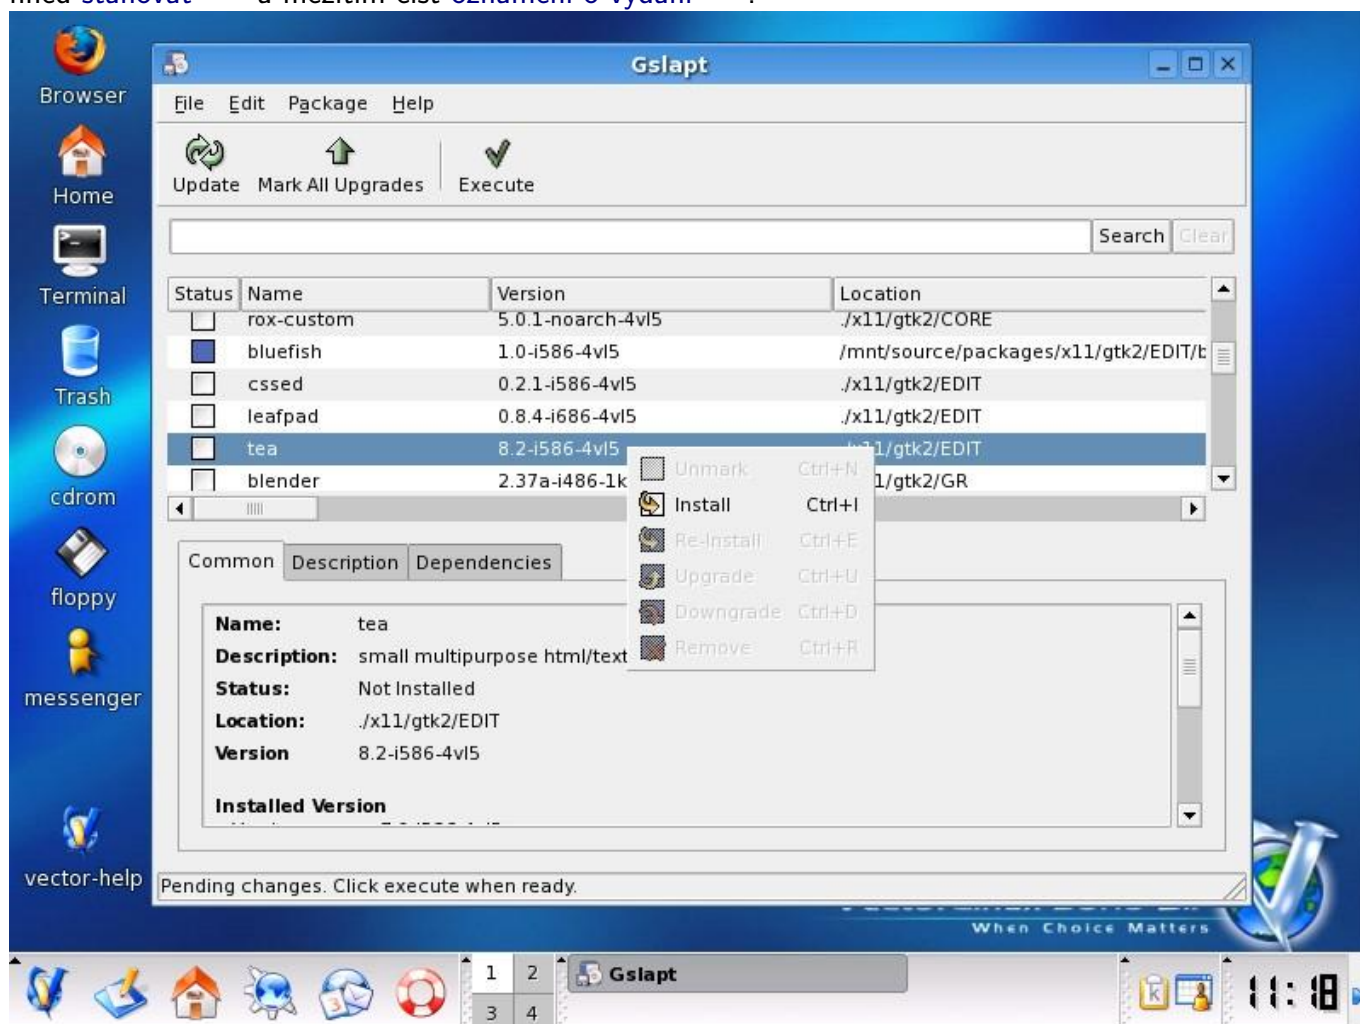 Browser
Home
Terminal
Trash
cdrom
floppy
messenger
vector-help
Gslapt
File Edit Package Help
Update Mark All Upgrades Execute
Search Clear
Status Name Version Location
rox-custom 5.0.1-noarch-4vl5 ./x11/gtk2/CORE
bluefish 1.0-i586-4vl5 /mnt/source/packages/x11/gtk2/EDIT/b
cssed 0.2.1-i586-4vl5 ./x11/gtk2/EDIT
leafpad 0.8.4-i686-4vl5 ./x11/gtk2/EDIT
tea 8.2-i586-4vl5 ./x11/gtk2/EDIT
blender 2.37a-i486-1k 1/gtk2/GR
Unmark Ctrl+N
Install Ctrl+I
Re-Install Ctrl+E
Upgrade Ctrl+U
Downgrade Ctrl+D
Remove Ctrl+R
Common Description Dependencies
Name: tea
Description: small multipurpose html/text
Status: Not Installed
Location: ./x11/gtk2/EDIT
Version 8.2-i586-4vl5
Installed Version
Pending changes. Click execute when ready.
When Choice Matters
1 2
3 4
Gslapt
11:18